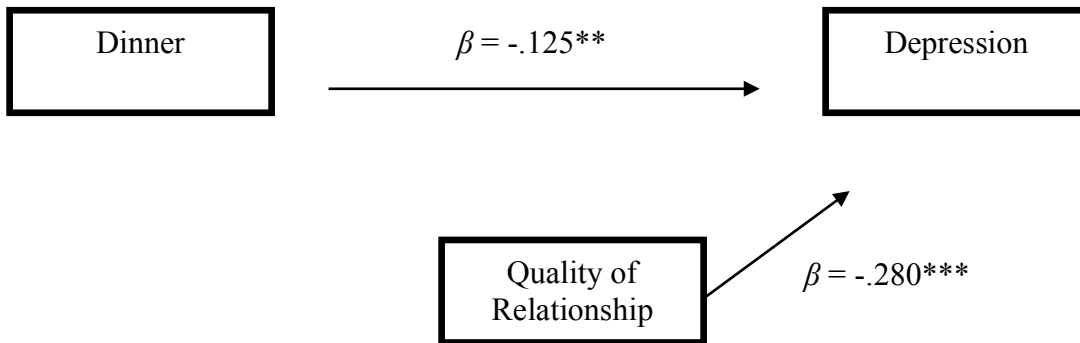 Dinner
β = -.125**
Depression
Quality of
Relationship
β = -.280***